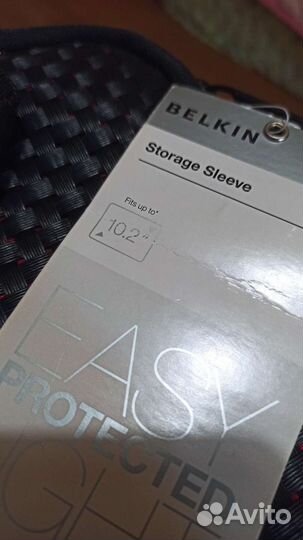 BELKIN
Storage Sleeve
Fits up to*
10.2"
EASY
PROTECTED
Avito